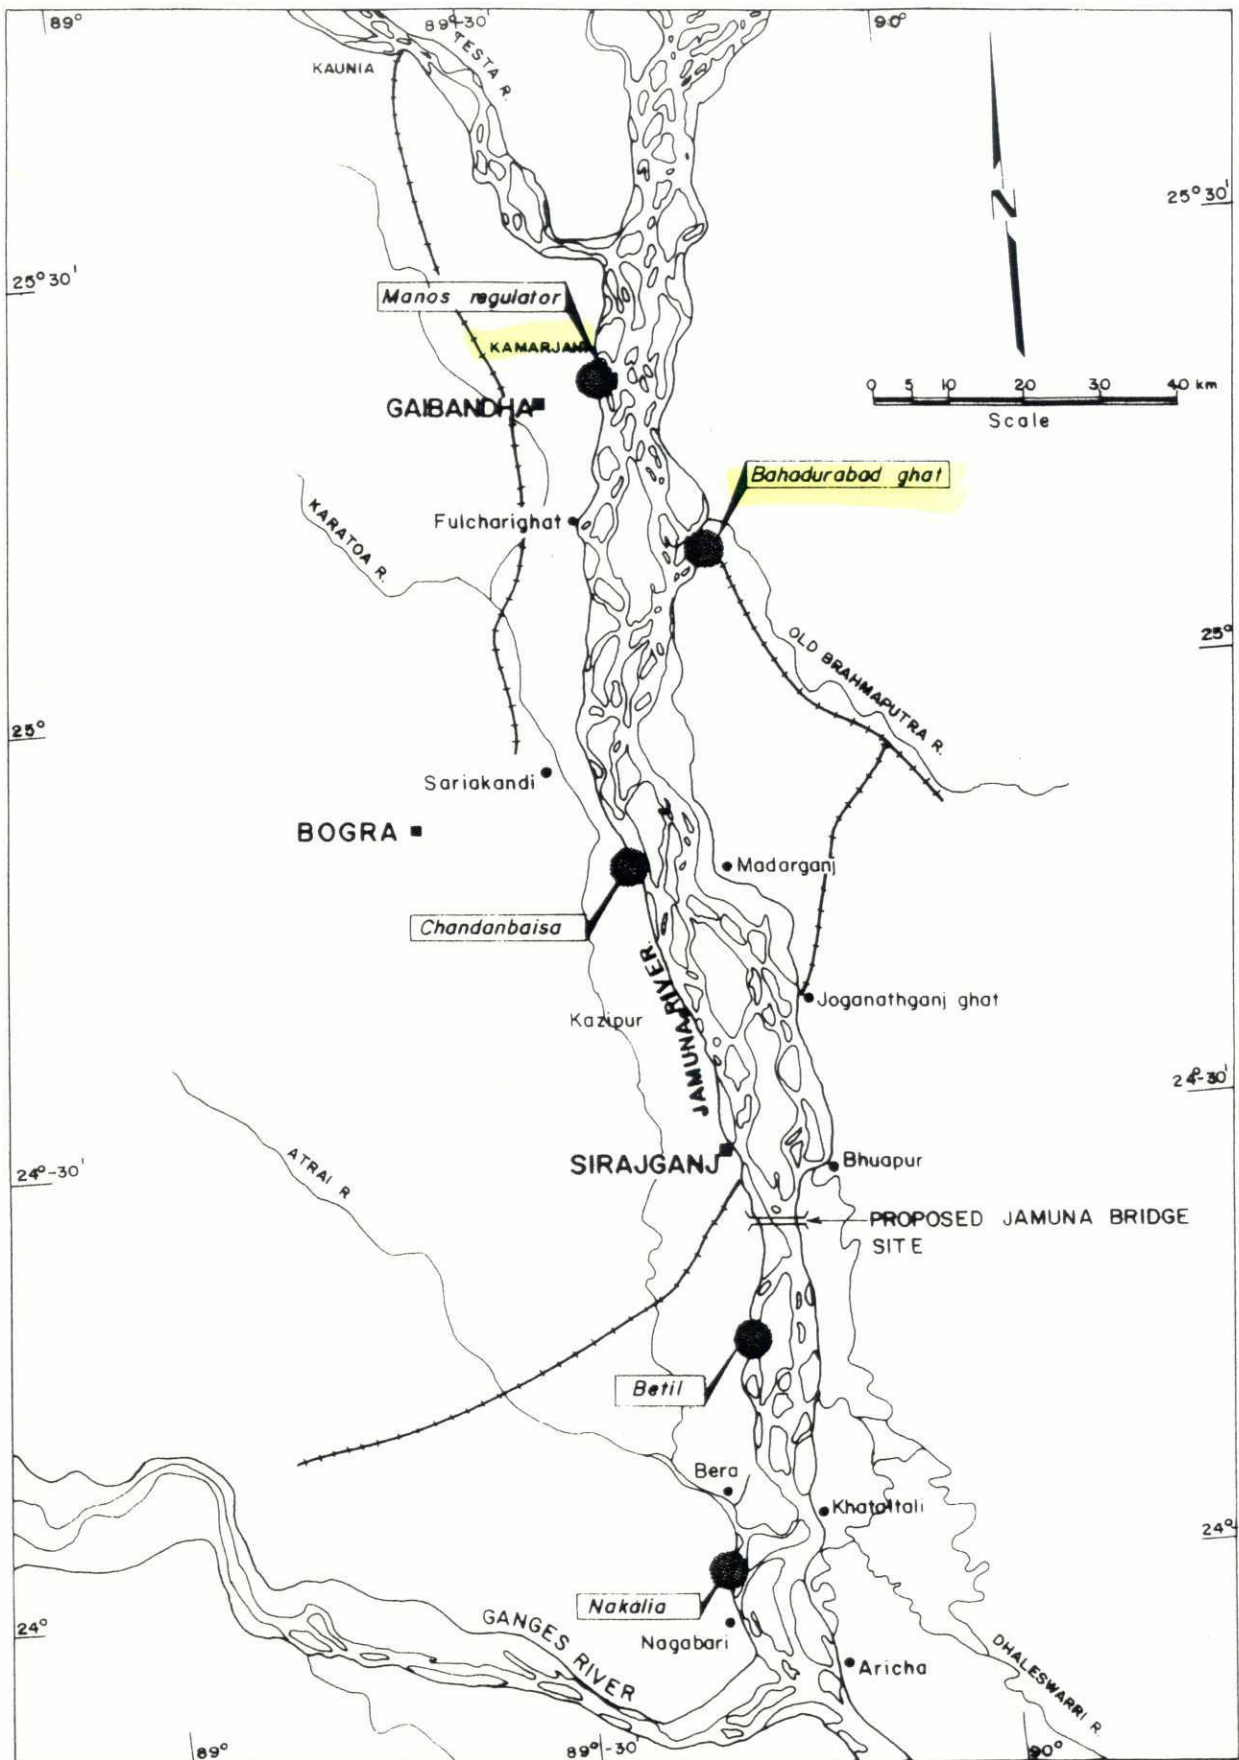 89°
89°-30'
90°
TESTA R.
KAUNIA
25° 30'
25° 30'
Manos regulator
KAMARJANI
N
GAIBANDHA
0 5 10 20 30 40 km
Scale
Bahadurabad ghat
Fulcharighat
KARATOA R.
OLD BRAHMAPUTRA R.
25°
25°
Sariakandi
BOGRA
Madarganj
Chandanbaisa
JAMUNA RIVER.
Joganathganj ghat
Kazipur
24°-30'
SIRAJGANJ
Bhuapur
24°-30'
ATRAI R
PROPOSED JAMUNA BRIDGE
SITE
Betil
Bera
Khataltali
24°
Nakalia
GANGES RIVER
Nagabari
24°
Aricha
DHALESWARRI R.
89°
89°-30'
90°